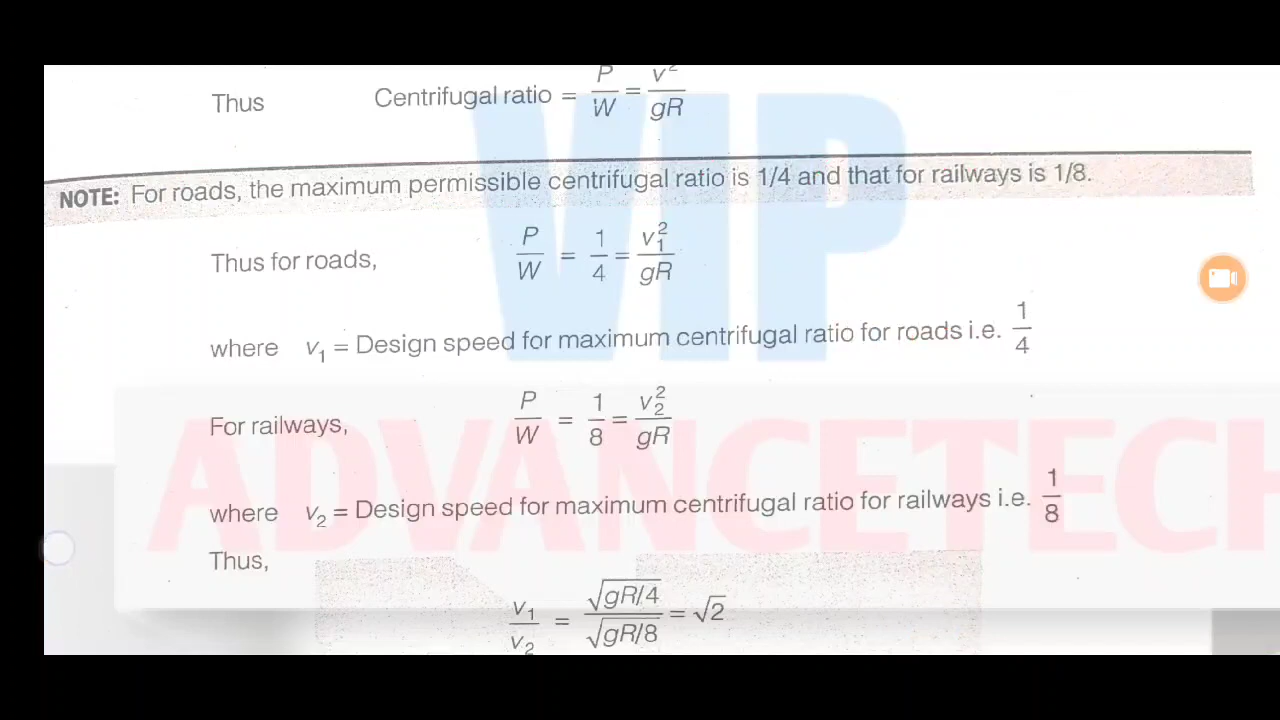 Thus Centrifugal ratio = P/W = v²/gR
NOTE: For roads, the maximum permissible centrifugal ratio is 1/4 and that for railways is 1/8.
Thus for roads, P/W = 1/4 = v₁²/gR
where v₁ = Design speed for maximum centrifugal ratio for roads i.e. 1/4
For railways, P/W = 1/8 = v₂²/gR
where v₂ = Design speed for maximum centrifugal ratio for railways i.e. 1/8
Thus,
v₁/v₂ = √gR/4 / √gR/8 = √2
VIP
ADVANCETECH